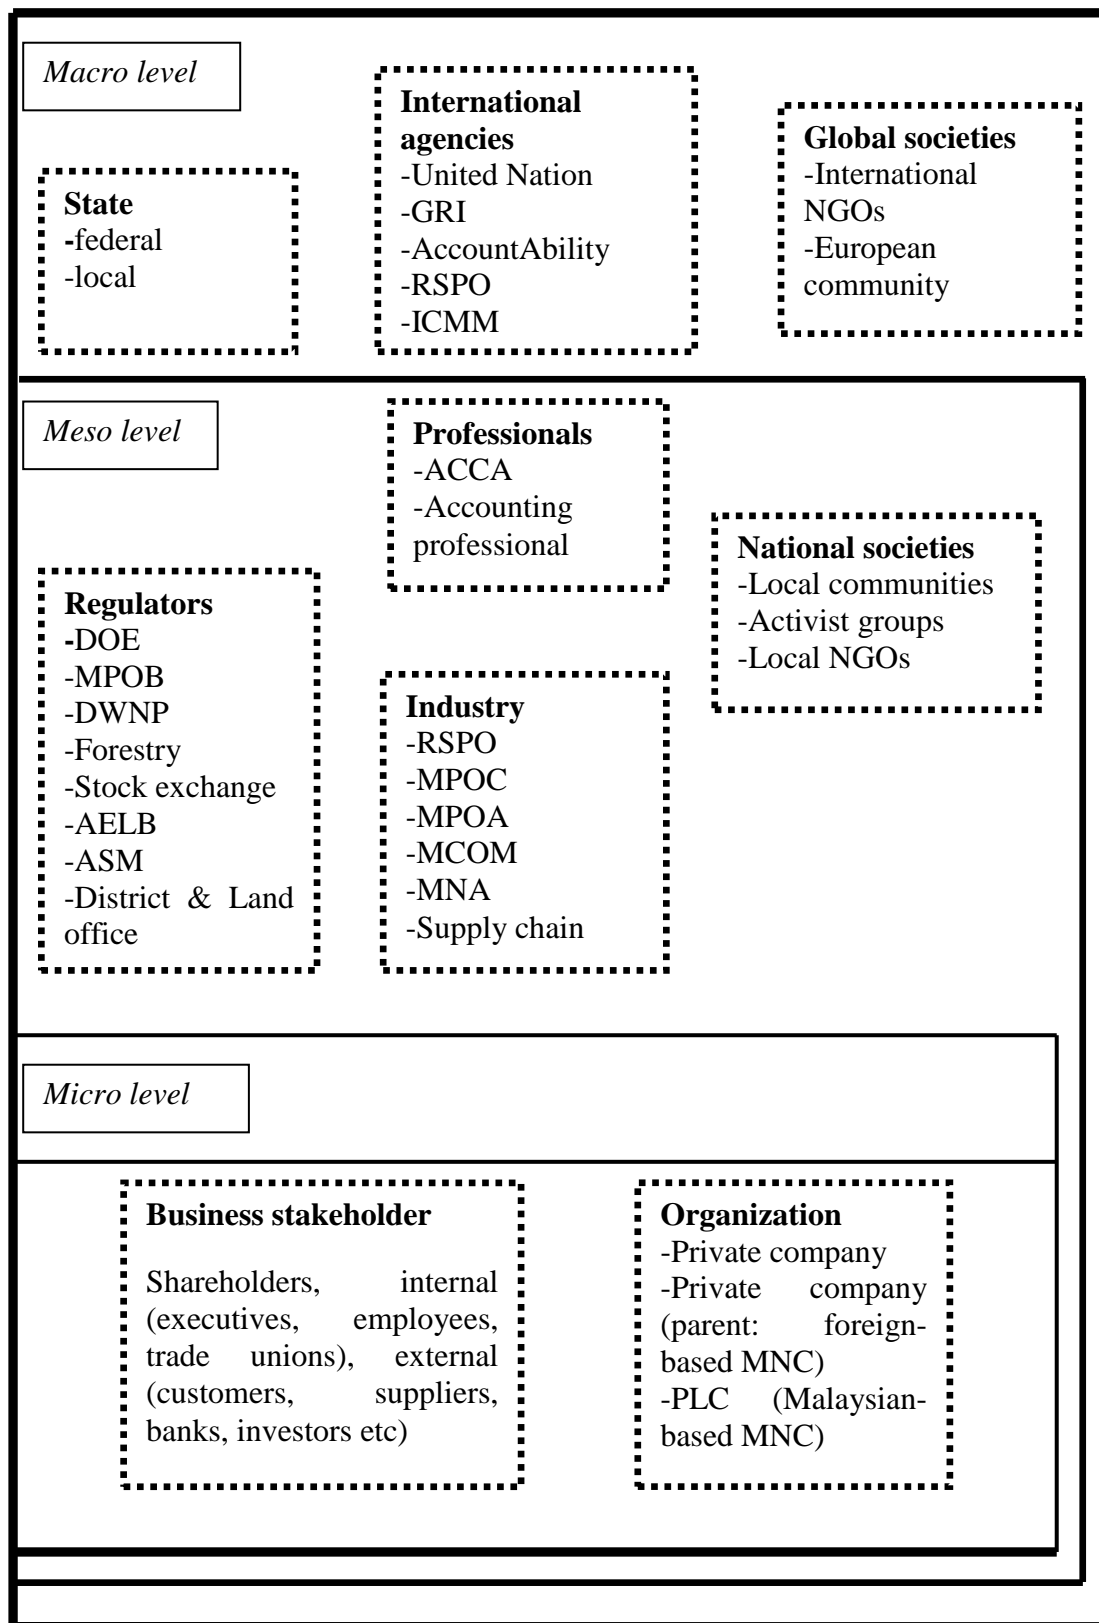 Macro level
State
-federal
-local
International
agencies
-United Nation
-GRI
-AccountAbility
-RSPO
-ICMM
Global societies
-International
NGOs
-European
community
Meso level
Professionals
-ACCA
-Accounting
professional
National societies
-Local communities
-Activist groups
-Local NGOs
Regulators
-DOE
-MPOB
-DWNP
-Forestry
-Stock exchange
-AELB
-ASM
-District & Land
office
Industry
-RSPO
-MPOC
-MPOA
-MCOM
-MNA
-Supply chain
Micro level
Business stakeholder
Shareholders, internal
(executives, employees,
trade unions), external
(customers, suppliers,
banks, investors etc)
Organization
-Private company
-Private company
(parent: foreign-
based MNC)
-PLC (Malaysian-
based MNC)